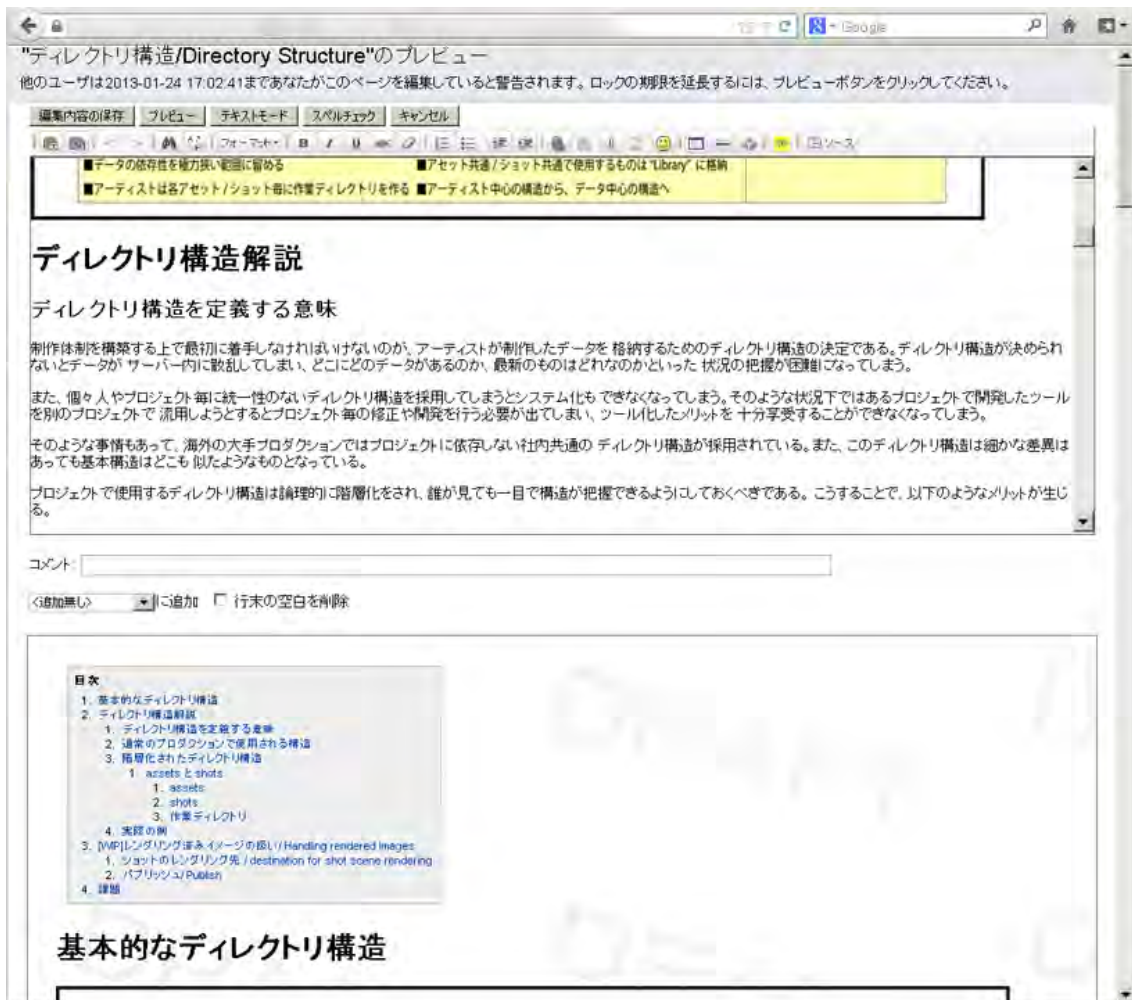 Google
"ディレクトリ構造/Directory Structure"のプレビュー
他のユーザは2013-01-24 17:02:41まであなたがこのページを編集していると警告されます。ロックの期限を延長するには、プレビューボタンをクリックしてください。
編集内容の保存 プレビュー テキストモード スペルチェック キャンセル
フォーマット B I U ソース
■データの依存性を極力狭い範囲に留める ■アセット共通/ショット共通で使用するものは "Library" に格納
■アーティストは各アセット/ショット毎に作業ディレクトリを作る ■アーティスト中心の構造から、データ中心の構造へ
ディレクトリ構造解説
ディレクトリ構造を定義する意味
制作体制を構築する上で最初に着手しなければいけないのが、アーティストが制作したデータを 格納するためのディレクトリ構造の決定である。ディレクトリ構造が決められ
ないとデータが サーバー内に散乱してしまい、どこにどのデータがあるのか、最新のものはどれなのかといった 状況の把握が困難になってしまう。
また、個々人やプロジェクト毎に統一性のないディレクトリ構造を採用してしまうとシステム化も できなくなってしまう。そのような状況下ではあるプロジェクトで開発したツール
を別のプロジェクトで 流用しようとするとプロジェクト毎の修正や開発を行う必要が出てしまい、ツール化したメリットを 十分享受することができなくなってしまう。
そのような事情もあって、海外の大手プロダクションではプロジェクトに依存しない社内共通の ディレクトリ構造が採用されている。また、このディレクトリ構造は細かな差異は
あっても基本構造はどこも 似たようなものとなっている。
プロジェクトで使用するディレクトリ構造は論理的に階層化をされ、誰が見ても一目で構造が把握できるようにしておくべきである。こうすることで、以下のようなメリットが生じ
る。
コメント:
<追加無し> に追加 行末の空白を削除
目次
1. 基本的なディレクトリ構造
2. ディレクトリ構造解説
1. ディレクトリ構造を定義する意味
2. 通常のプロダクションで使用される構造
3. 階層化されたディレクトリ構造
1. assets と shots
1. assets
2. shots
3. 作業ディレクトリ
4. 実際の例
3. [WIP]レンダリング済みイメージの扱い/Handling rendered images
1. ショットのレンダリング先 / destination for shot scene rendering
2. パブリッシュ/Publish
4. 課題
基本的なディレクトリ構造